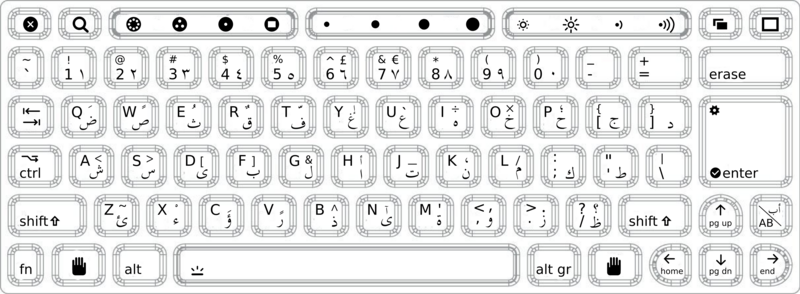 ~ ` ! 1 ١ @ 2 ٢ # 3 ٣ $ 4 ٤ % 5 ٥ ^ £ 6 ٦ & € 7 ٧ * 8 ٨ ( 9 ٩ ) 0 ٠ _ - + = erase
Q ض W ص E ث R ق T ف Y غ U ع I ÷ ه O × خ P ح { [ ج } ] د
ctrl A < ش S > س D [ ي F ] ب G & ل H أ ا J ـ ت K ، ن L / م : ; ك " ' ط | \ enter
shift Z ~ ئ X ء C ؤ V ر B لا N آ ى M ' ة < , و > . ز ? ؟ / ظ shift pg up أب AB
fn alt alt gr home pg dn end